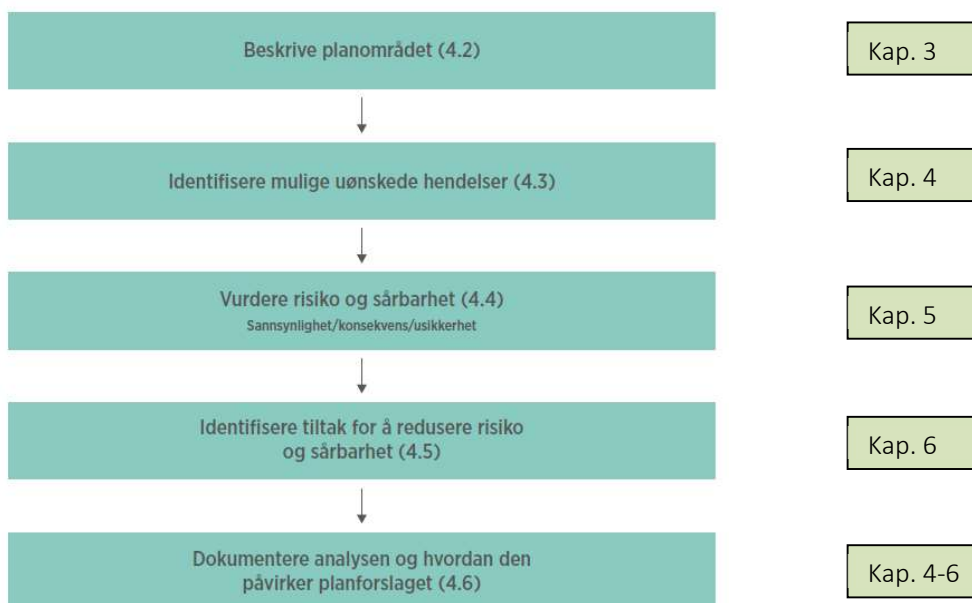 Beskrive planområdet (4.2)
Kap. 3
Identifisere mulige uønskede hendelser (4.3)
Kap. 4
Vurdere risiko og sårbarhet (4.4)
Sannsynlighet/konsekvens/usikkerhet
Kap. 5
Identifisere tiltak for å redusere risiko
og sårbarhet (4.5)
Kap. 6
Dokumentere analysen og hvordan den
påvirker planforslaget (4.6)
Kap. 4-6